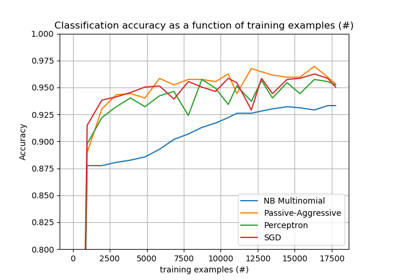 Classification accuracy as a function of training examples (#)
1.000
0.975
0.950
0.925
0.900
0.875
0.850
0.825
0.800
Accuracy
NB Multinomial
Passive-Aggressive
Perceptron
SGD
0 2500 5000 7500 10000 12500 15000 17500
training examples (#)